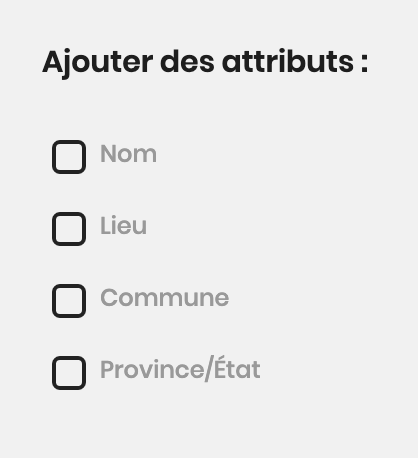 Ajouter des attributs :
Nom
Lieu
Commune
Province/État